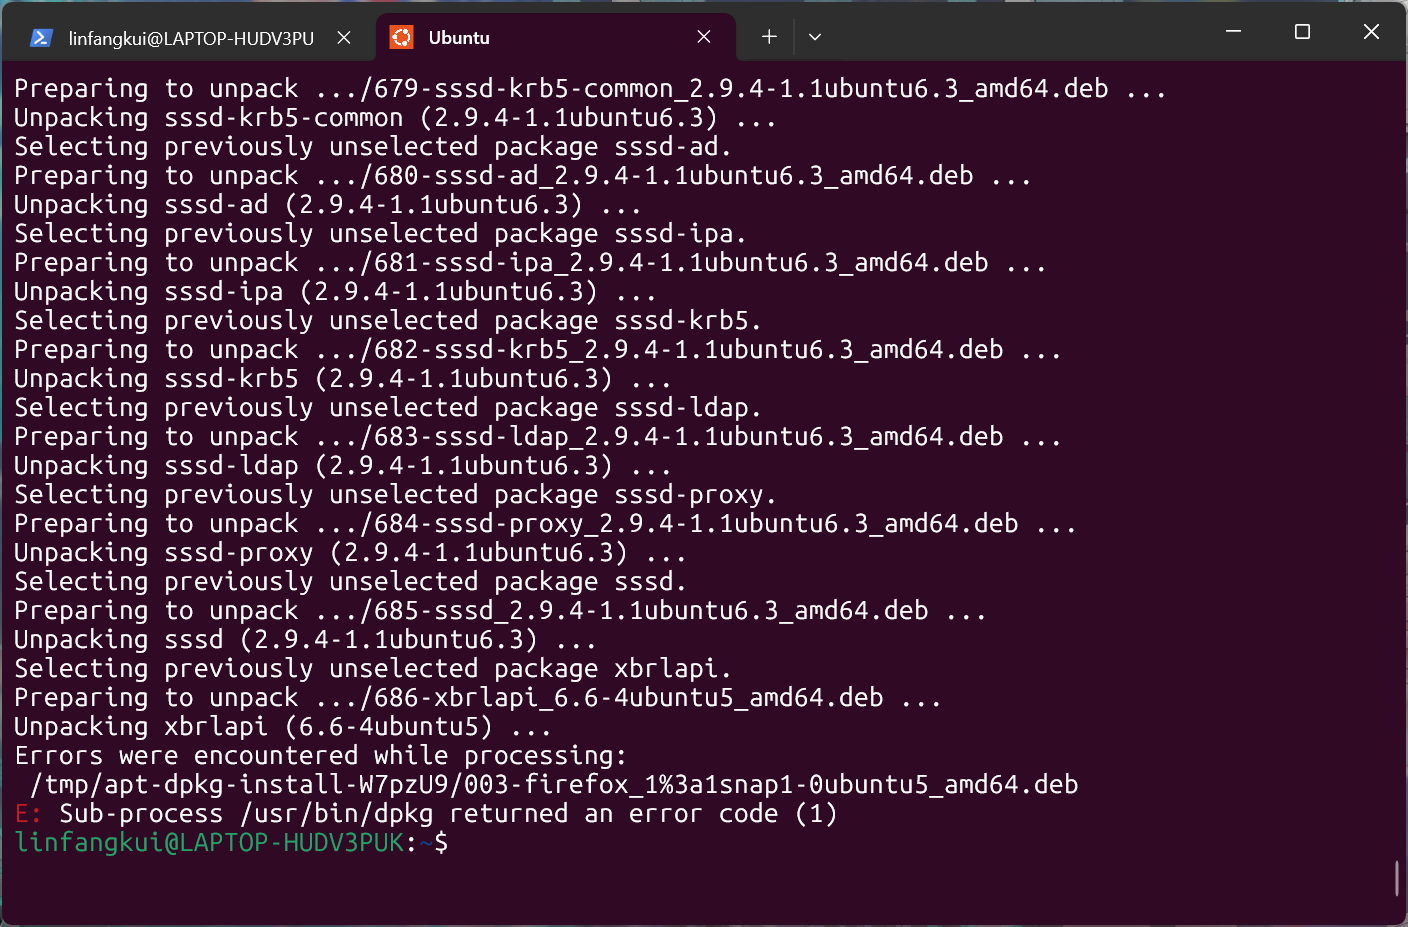 linfangkui@LAPTOP-HUDV3PU
Ubuntu
Preparing to unpack .../679-sssd-krb5-common_2.9.4-1.1ubuntu6.3_amd64.deb ...
Unpacking sssd-krb5-common (2.9.4-1.1ubuntu6.3) ...
Selecting previously unselected package sssd-ad.
Preparing to unpack .../680-sssd-ad_2.9.4-1.1ubuntu6.3_amd64.deb ...
Unpacking sssd-ad (2.9.4-1.1ubuntu6.3) ...
Selecting previously unselected package sssd-ipa.
Preparing to unpack .../681-sssd-ipa_2.9.4-1.1ubuntu6.3_amd64.deb ...
Unpacking sssd-ipa (2.9.4-1.1ubuntu6.3) ...
Selecting previously unselected package sssd-krb5.
Preparing to unpack .../682-sssd-krb5_2.9.4-1.1ubuntu6.3_amd64.deb ...
Unpacking sssd-krb5 (2.9.4-1.1ubuntu6.3) ...
Selecting previously unselected package sssd-ldap.
Preparing to unpack .../683-sssd-ldap_2.9.4-1.1ubuntu6.3_amd64.deb ...
Unpacking sssd-ldap (2.9.4-1.1ubuntu6.3) ...
Selecting previously unselected package sssd-proxy.
Preparing to unpack .../684-sssd-proxy_2.9.4-1.1ubuntu6.3_amd64.deb ...
Unpacking sssd-proxy (2.9.4-1.1ubuntu6.3) ...
Selecting previously unselected package sssd.
Preparing to unpack .../685-sssd_2.9.4-1.1ubuntu6.3_amd64.deb ...
Unpacking sssd (2.9.4-1.1ubuntu6.3) ...
Selecting previously unselected package xbrlapi.
Preparing to unpack .../686-xbrlapi_6.6-4ubuntu5_amd64.deb ...
Unpacking xbrlapi (6.6-4ubuntu5) ...
Errors were encountered while processing:
 /tmp/apt-dpkg-install-W7pzU9/003-firefox_1%3a1snap1-0ubuntu5_amd64.deb
E: Sub-process /usr/bin/dpkg returned an error code (1)
linfangkui@LAPTOP-HUDV3PUK:~$